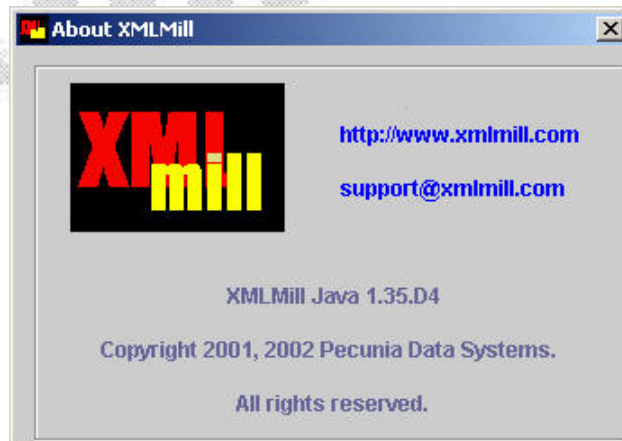 About XMLMill
XML
mill
http://www.xmlmill.com
support@xmlmill.com
XMLMill Java 1.35.D4
Copyright 2001, 2002 Pecunia Data Systems.
All rights reserved.